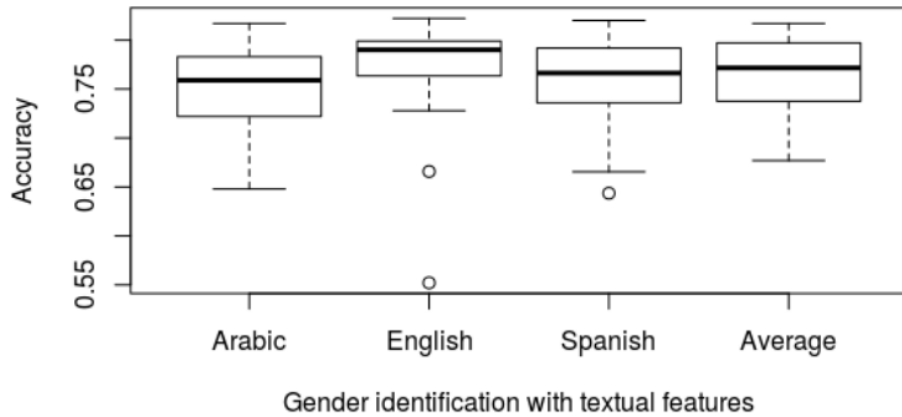 Accuracy
0.75
0.65
0.55
Arabic English Spanish Average
Gender identification with textual features